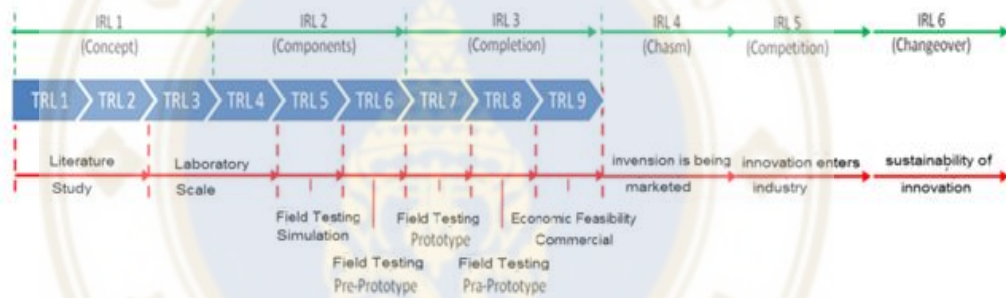 IRL 1 IRL 2 IRL 3 IRL 4 IRL 5 IRL 6
(Concept) (Components) (Completion) (Chasm) (Competition) (Changeover)
TRL 1 TRL 2 TRL 3 TRL 4 TRL 5 TRL 6 TRL 7 TRL 8 TRL 9
Literature Laboratory invension is being innovation enters sustainability of
Study Scale marketed industry innovation
Field Testing Field Testing Economic Feasibility
Simulation Prototype Commercial
Field Testing Field Testing
Pre-Prototype Pra-Prototype